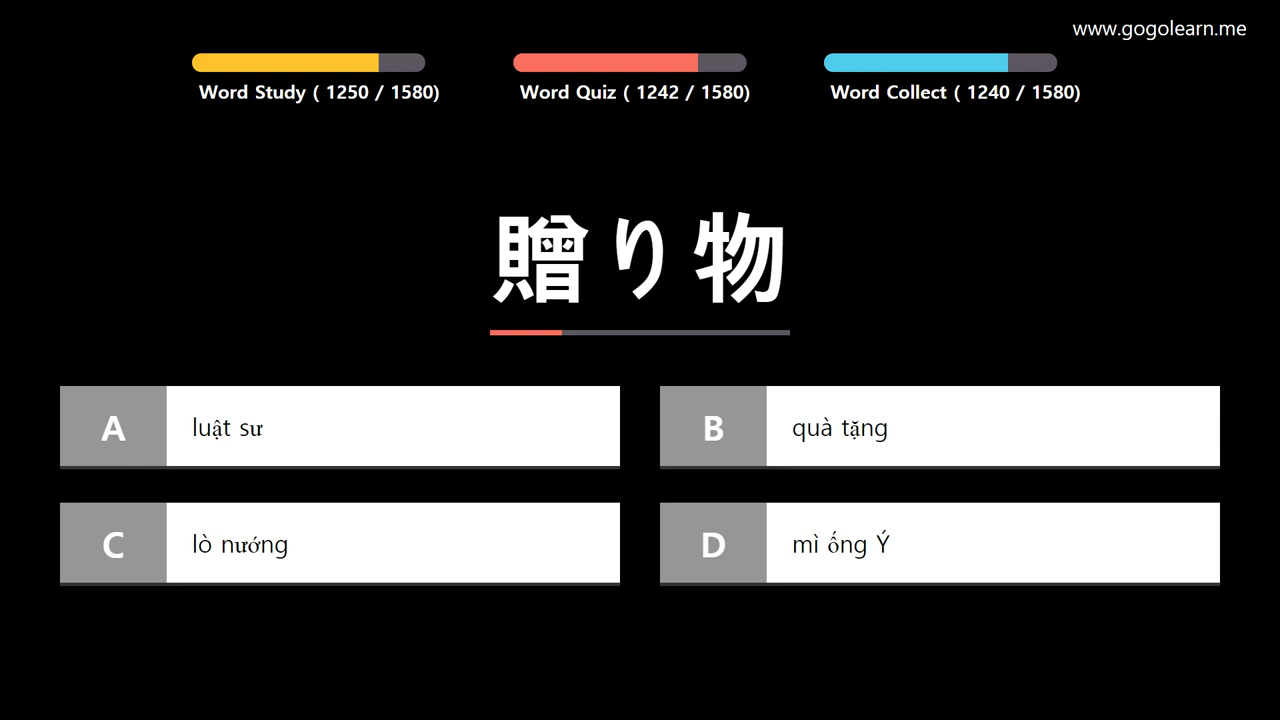 www.gogolearn.me
Word Study ( 1250 / 1580)
Word Quiz ( 1242 / 1580)
Word Collect ( 1240 / 1580)
贈り物
A luật sư
B quà tặng
C lò nướng
D mì ống Ý